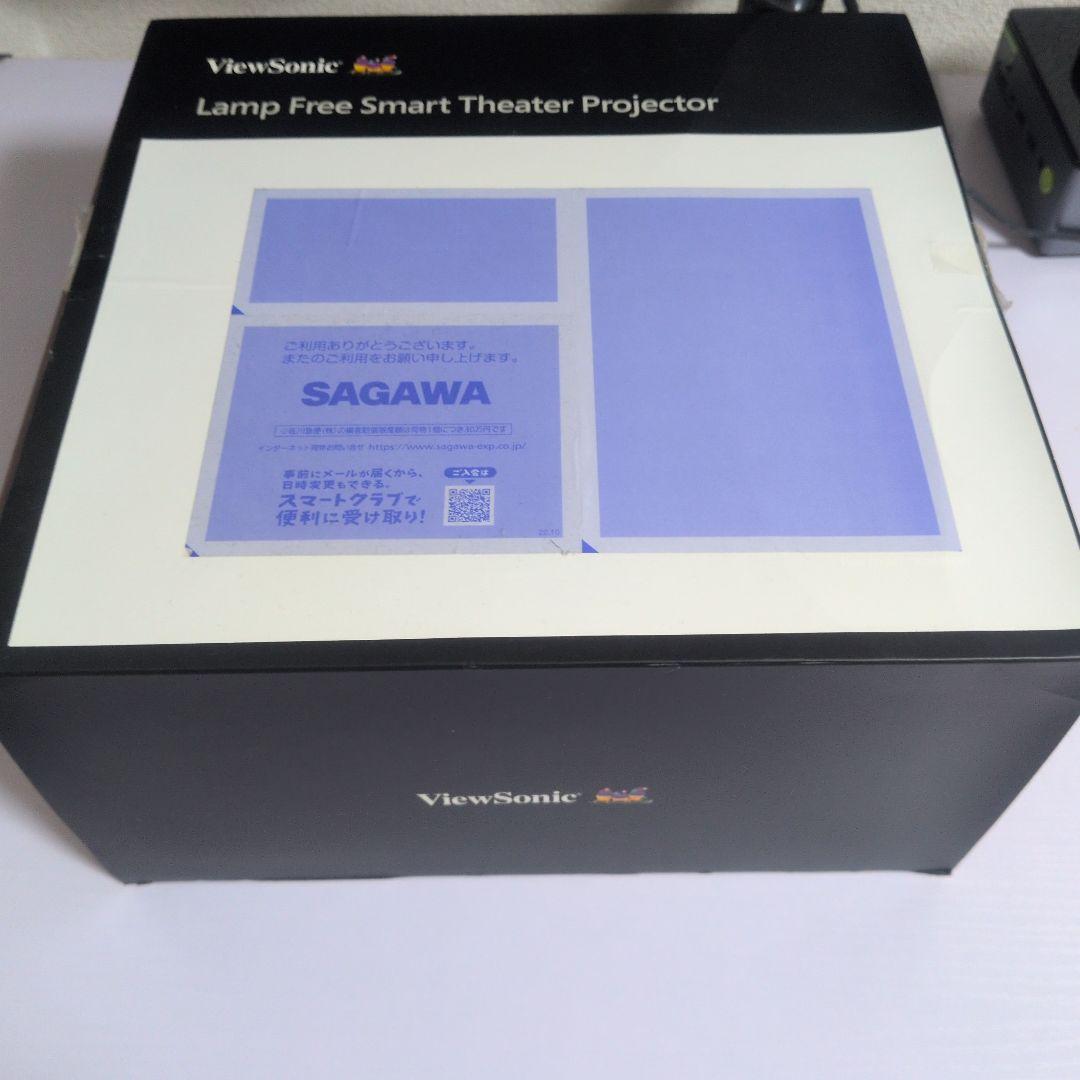 ViewSonic
Lamp Free Smart Theater Projector
ご利用ありがとうございます。
またのご利用をお願い申し上げます。
SAGAWA
インターネット荷物お問い合せ https://www.sagawa-exp.co.jp/
事前にメールが届くから、
日時変更もできる。
ご入会は
スマートクラブで
便利に受け取り!
22.10
ViewSonic